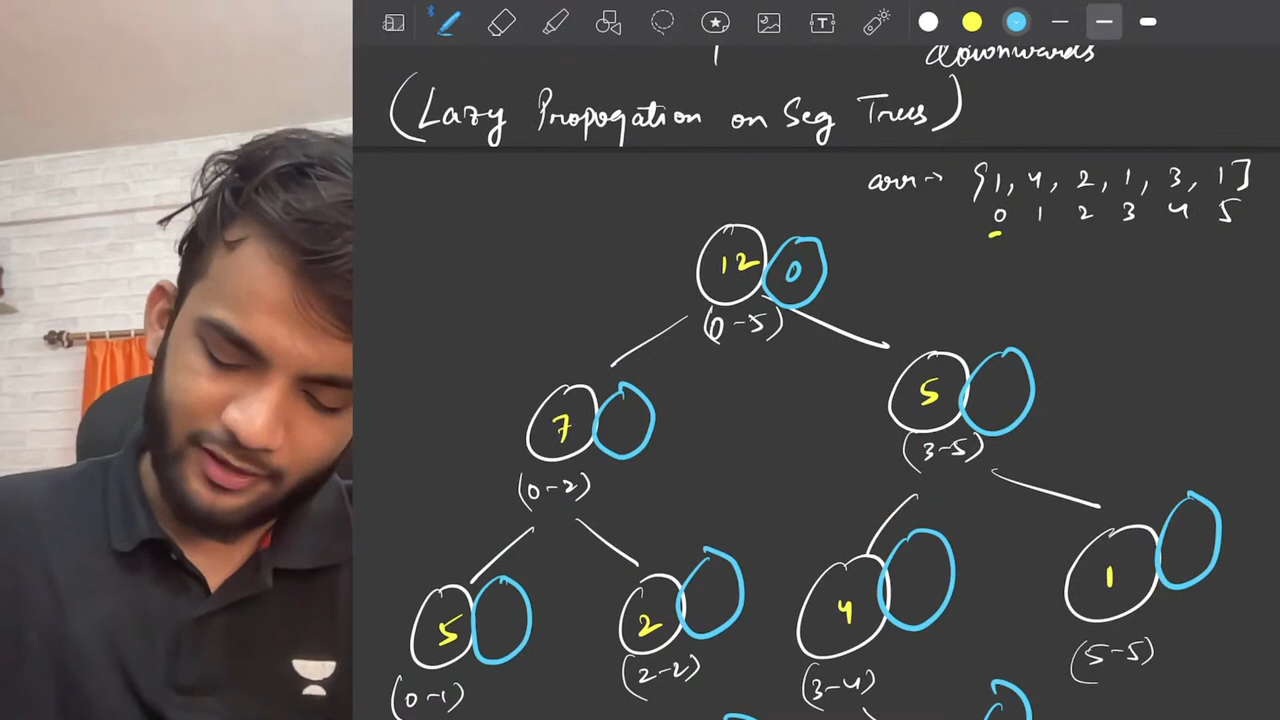 downwards
(Lazy Propogation on Seg Trees)
arr → {1, 4, 2, 1, 3, 1}
0 1 2 3 4 5
12 0
(0-5)
7 5
(0-2) (3-5)
5 2 4 1
(0-1) (2-2) (3-4) (5-5)
T